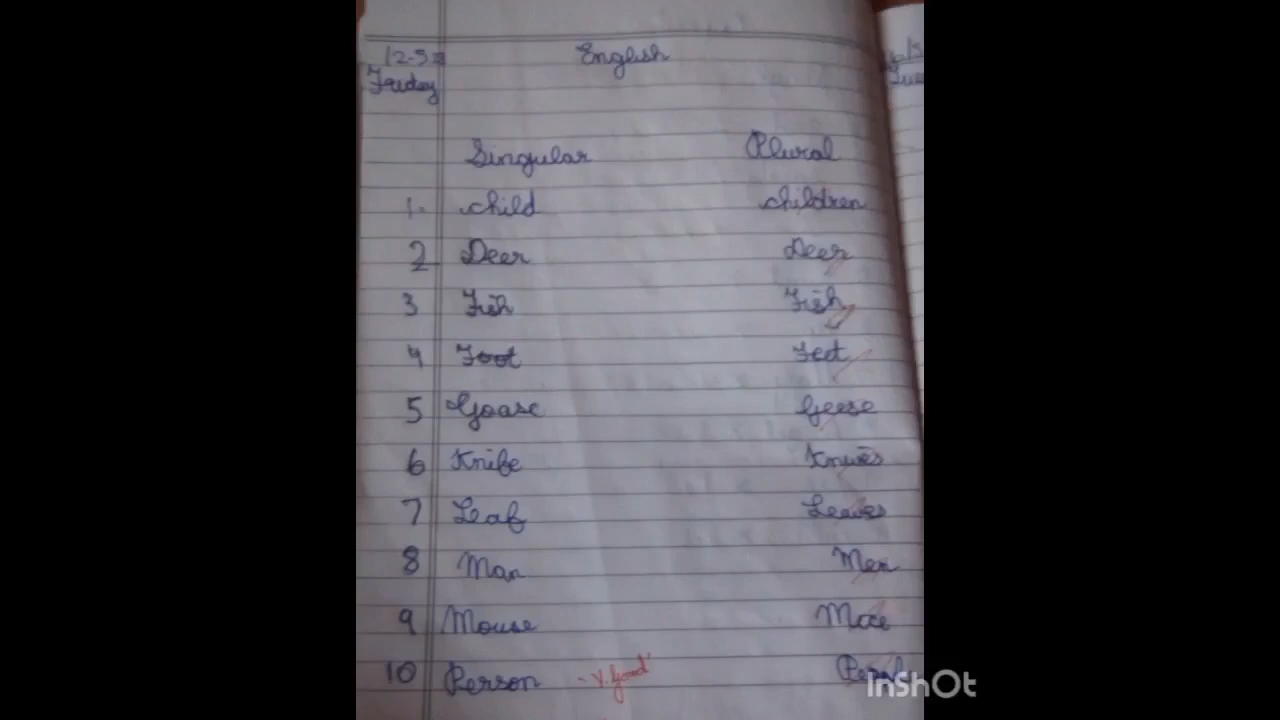 12-5
English
Friday
Singular Plural
1. child children
2 Deer Deer
3 Fish Fish
4 Foot Feet
5 Goose Geese
6 Knife Knives
7 Leaf Leaves
8 Man Men
9 Mouse Mice
10 Person V.Good
InShOt